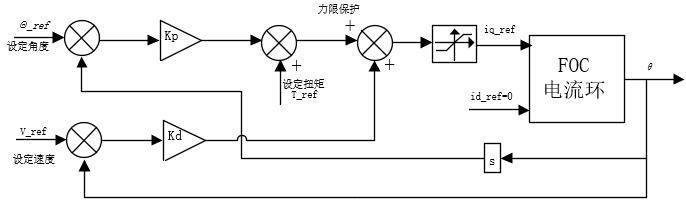 力限保护
Θ_ref
设定角度
Kp
+
+
+
设定扭矩
T_ref
iq_ref
FOC
电流环
θ
id_ref=0
V_ref
设定速度
Kd
s